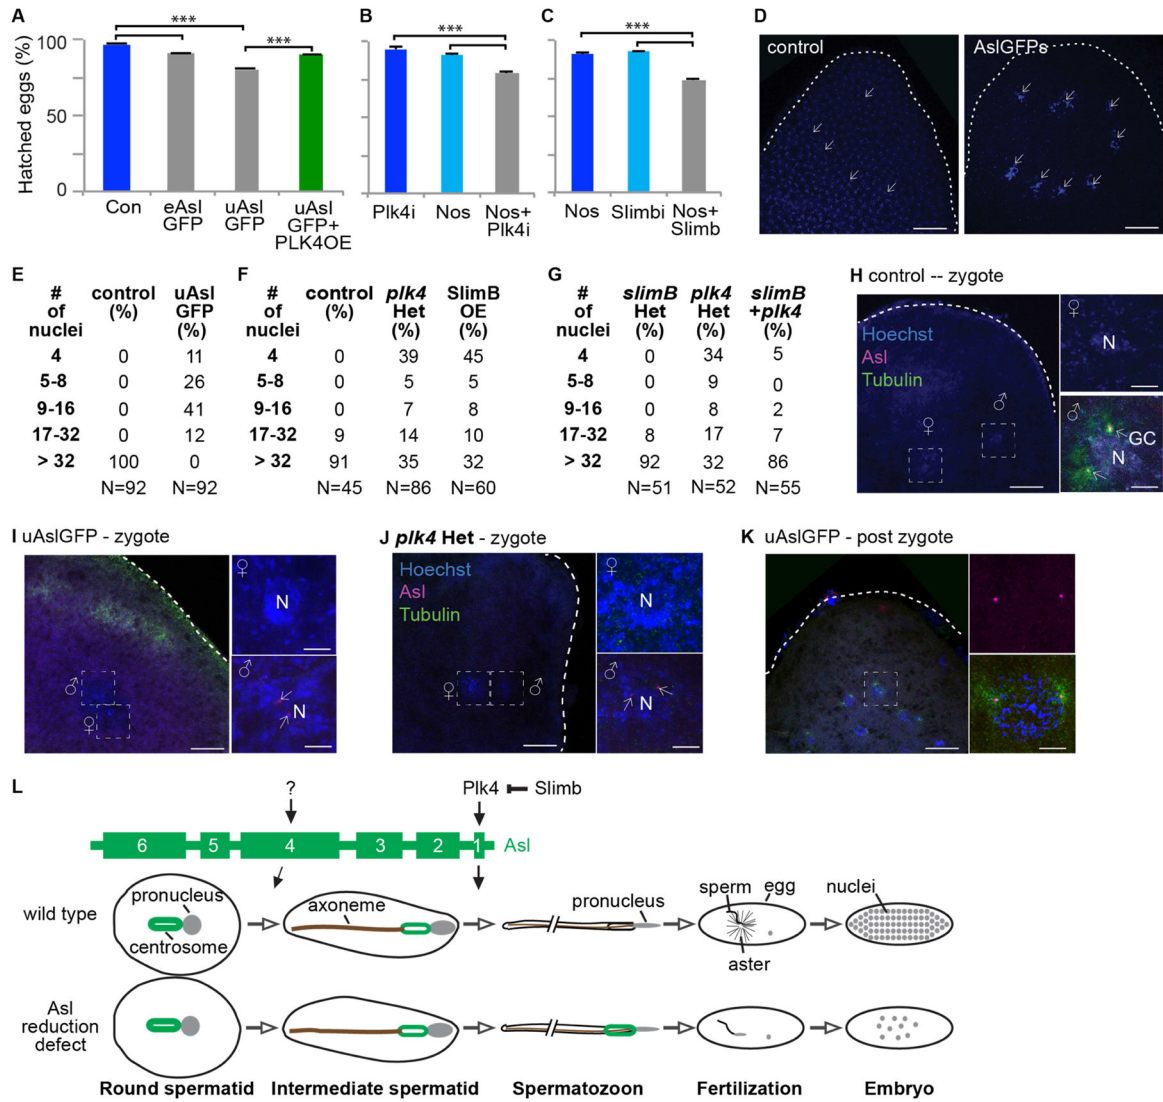 A
Hatched eggs (%)
100
50
0
***
***
Con
eAsl GFP
uAsl GFP
uAsl GFP+ PLK4OE
B
***
Plk4i
Nos
Nos+ Plk4i
C
***
Nos
Slimbi
Nos+ Slimb
D
control
AslGFPs
E
# of nuclei control (%) uAsl GFP (%)
4 0 11
5-8 0 26
9-16 0 41
17-32 0 12
> 32 100 0
N=92 N=92
F
# of nuclei control (%) plk4 Het (%) SlimB OE (%)
4 0 39 45
5-8 0 5 5
9-16 0 7 8
17-32 9 14 10
> 32 91 35 32
N=45 N=86 N=60
G
# of nuclei slimB Het (%) plk4 Het (%) slimB +plk4 (%)
4 0 34 5
5-8 0 9 0
9-16 0 8 2
17-32 8 17 7
> 32 92 32 86
N=51 N=52 N=55
H control -- zygote
Hoechst
Asl
Tubulin
♀
♂
♀
N
♂
GC
N
I uAslGFP - zygote
♂
♀
♀
N
♂
N
J plk4 Het - zygote
Hoechst
Asl
Tubulin
♀
♂
♀
N
♂
N
K uAslGFP - post zygote
L
?
Plk4
Slimb
6 5 4 3 2 1 Asl
wild type
pronucleus
centrosome
axoneme
pronucleus
sperm
egg
aster
nuclei
Asl
reduction
defect
Round spermatid
Intermediate spermatid
Spermatozoon
Fertilization
Embryo